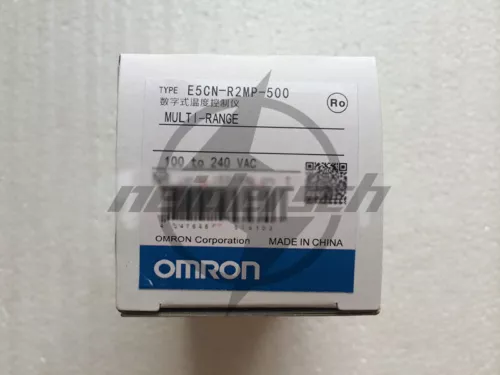 TYPE E5CN-R2MP-500
数字式温度控制仪
Ro
MULTI-RANGE
100 to 240 VAC
OMRON Corporation MADE IN CHINA
OMRON